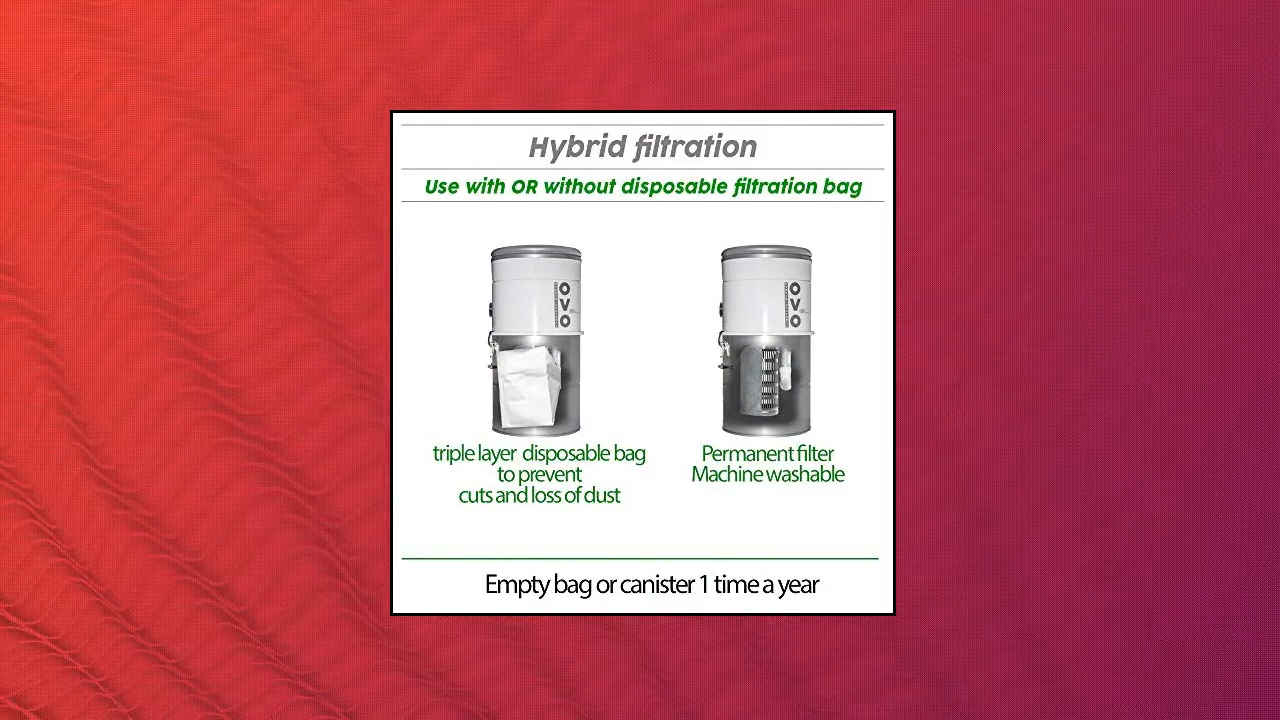 Hybrid filtration
Use with OR without disposable filtration bag
OVO
OVO
triple layer disposable bag
to prevent
cuts and loss of dust
Permanent filter
Machine washable
Empty bag or canister 1 time a year